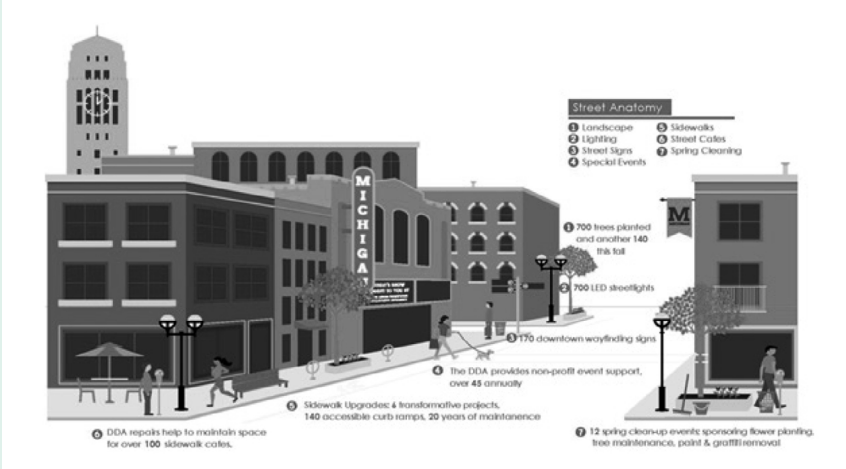 Street Anatomy
1 Landscape
2 Lighting
3 Street Signs
4 Special Events
5 Sidewalks
6 Street Cafes
7 Spring Cleaning
MICHIGAN
M
1 700 trees planted
and another 140
this fall
2 700 LED streetlights
3 170 downtown wayfinding signs
4 The DDA provides non-profit event support,
over 45 annually
5 Sidewalk Upgrades: 6 transformative projects,
140 accessible curb ramps, 20 years of maintanence
6 DDA repairs help to maintain space
for over 100 sidewalk cafes.
7 12 spring clean-up events; sponsoring flower planting,
tree maintenance, paint & graffiti removal